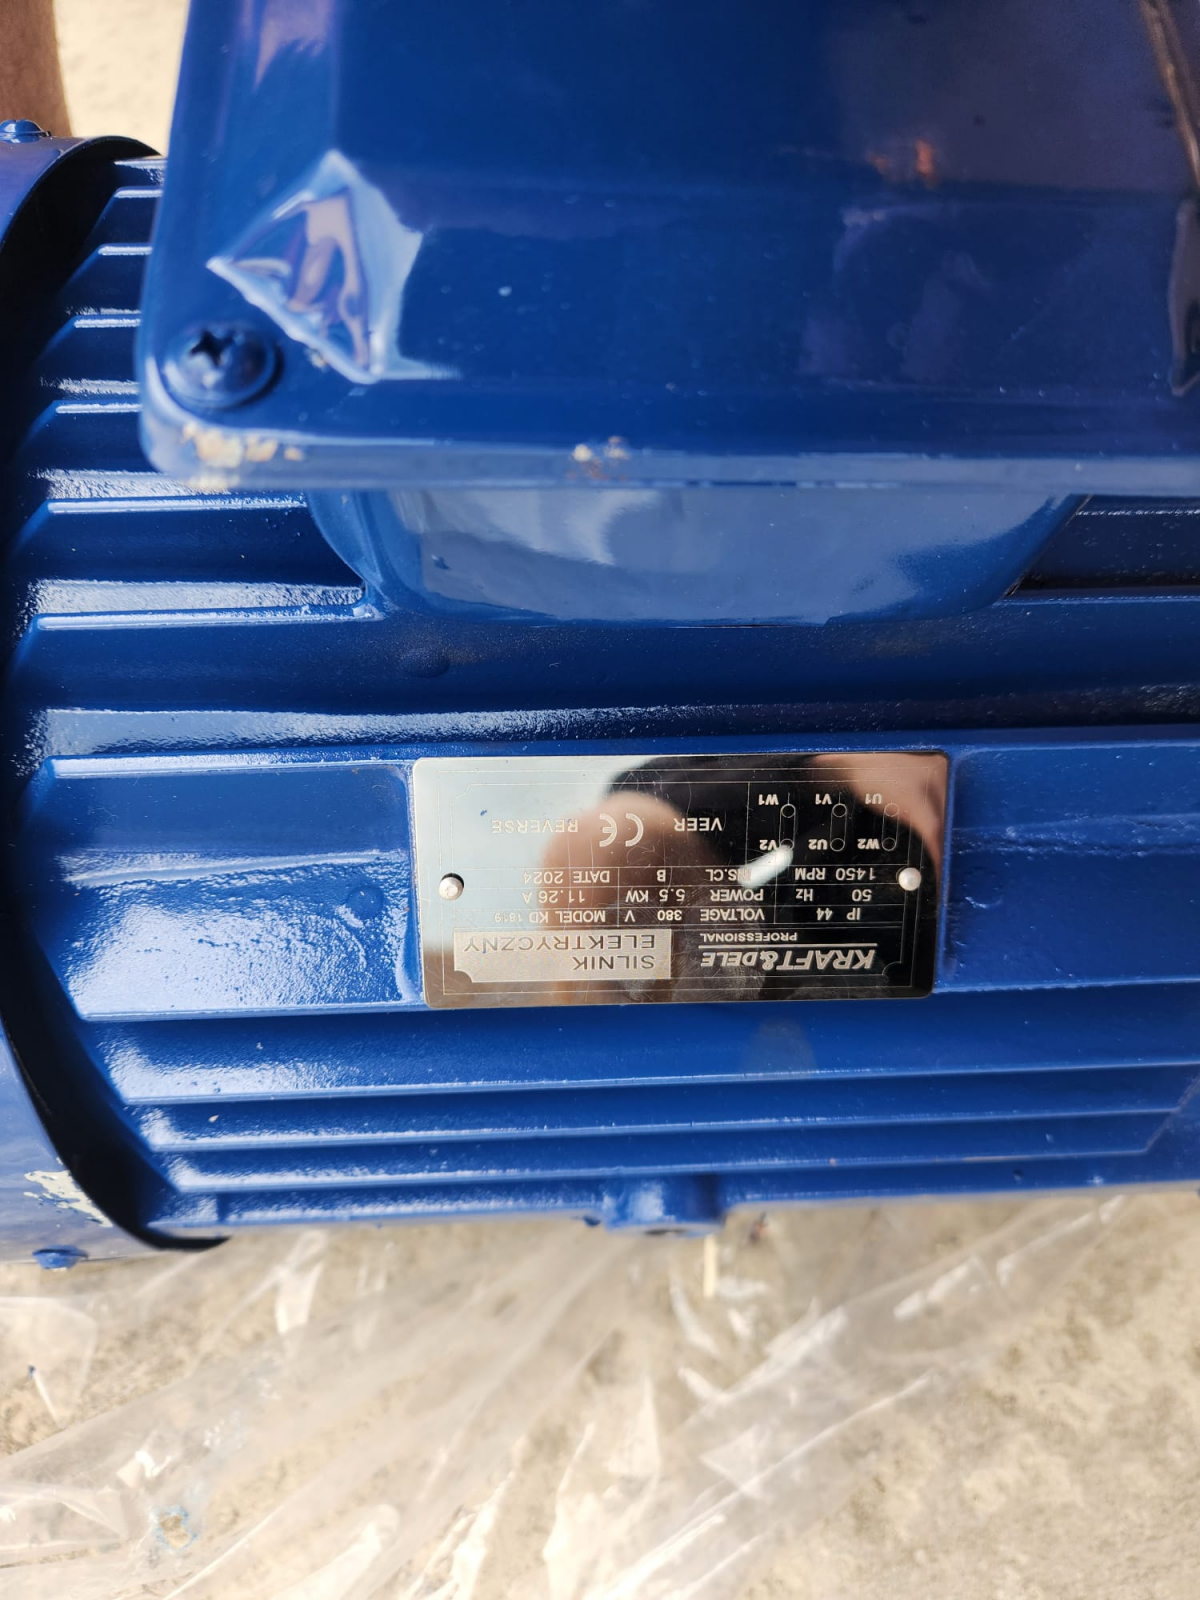 KRAFT&DELE
PROFESSIONAL
SILNIK
ELEKTRYCZNY
IP 44 VOLTAGE 380 V MODEL KD 1819
50 Hz POWER 5.5 KW 11.26 A
1450 RPM INS.CL B DATE 2024
W2 U2 V2
U1 V1 W1
VEER CE REVERSE